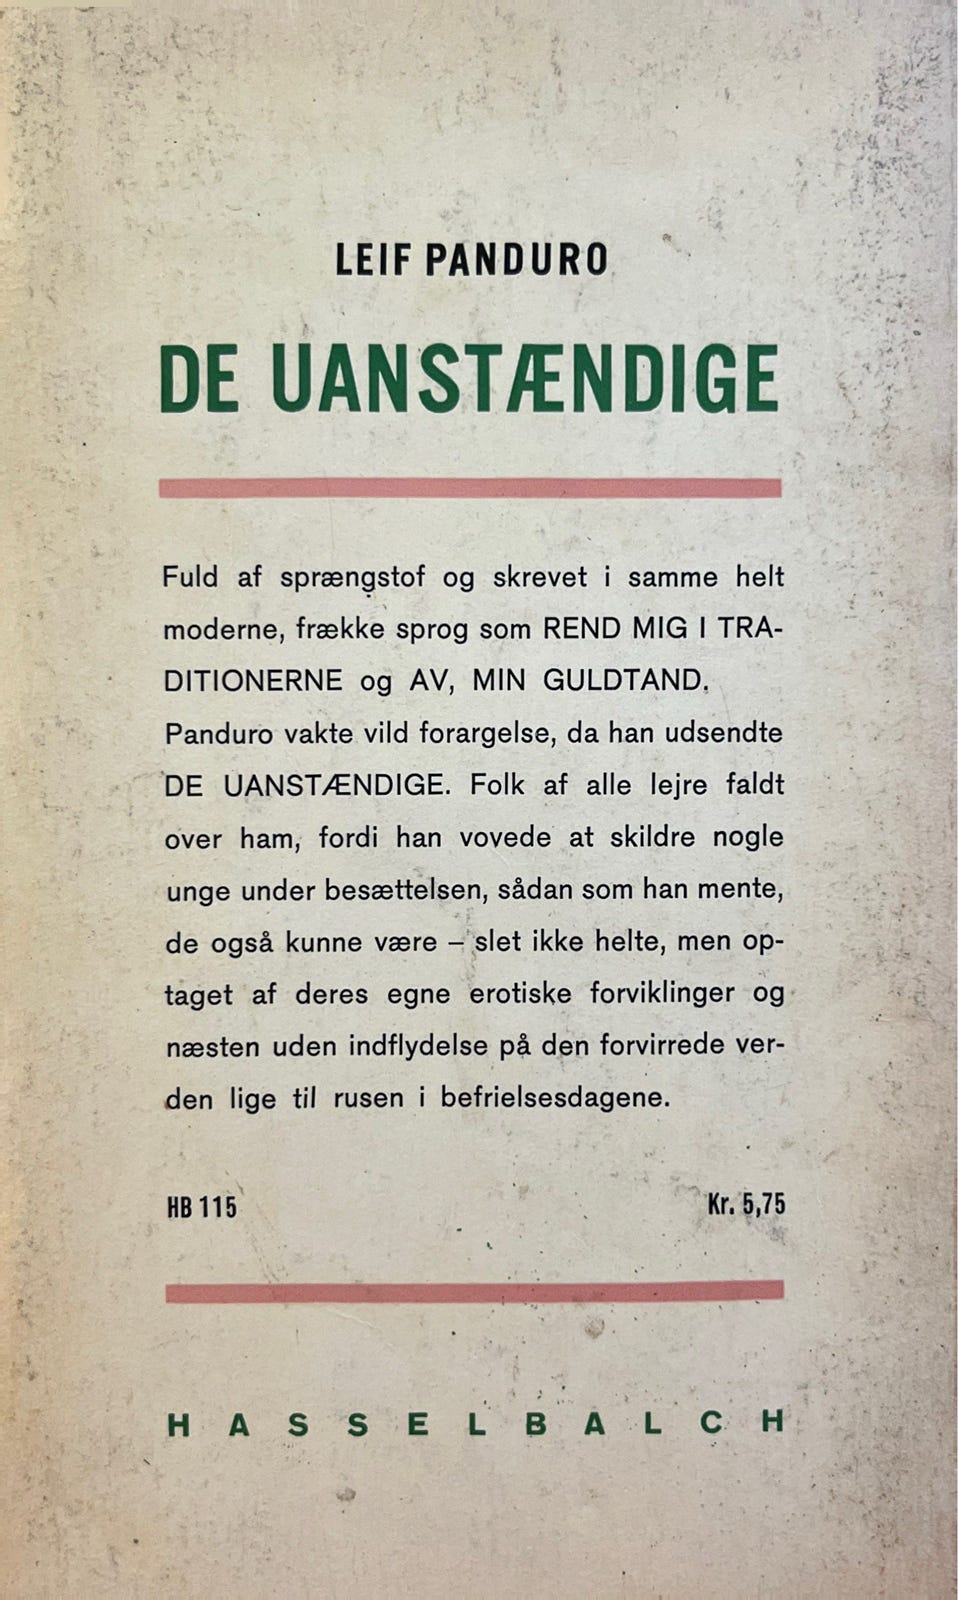 LEIF PANDURO
DE UANSTÆNDIGE
Fuld af sprængstof og skrevet i samme helt
moderne, frække sprog som REND MIG I TRA-
DITIONERNE og AV, MIN GULDTAND.
Panduro vakte vild forargelse, da han udsendte
DE UANSTÆNDIGE. Folk af alle lejre faldt
over ham, fordi han vovede at skildre nogle
unge under besættelsen, sådan som han mente,
de også kunne være – slet ikke helte, men op-
taget af deres egne erotiske forviklinger og
næsten uden indflydelse på den forvirrede ver-
den lige til rusen i befrielsesdagene.
HB 115 Kr. 5,75
HASSELBALCH